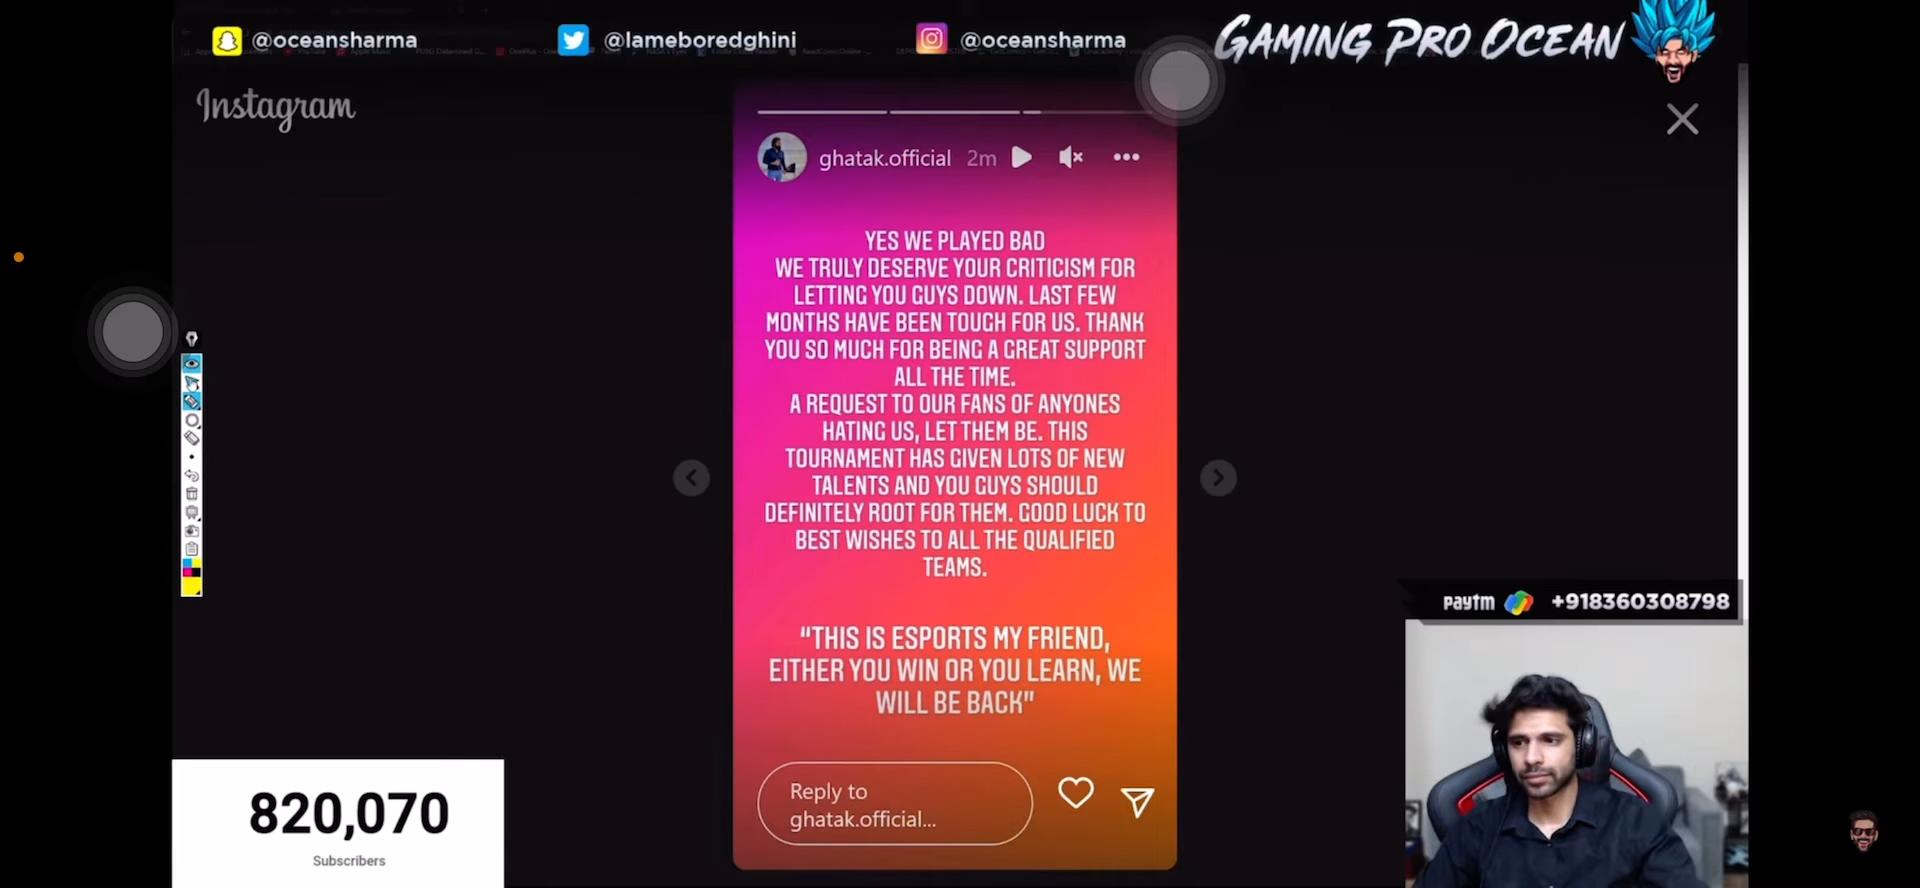 @oceansharma
@lameboredghini
@oceansharma
GAMING PRO OCEAN
Instagram
ghatak.official 2m
YES WE PLAYED BAD
WE TRULY DESERVE YOUR CRITICISM FOR
LETTING YOU GUYS DOWN. LAST FEW
MONTHS HAVE BEEN TOUGH FOR US. THANK
YOU SO MUCH FOR BEING A GREAT SUPPORT
ALL THE TIME.
A REQUEST TO OUR FANS OF ANYONES
HATING US, LET THEM BE. THIS
TOURNAMENT HAS GIVEN LOTS OF NEW
TALENTS AND YOU GUYS SHOULD
DEFINITELY ROOT FOR THEM. GOOD LUCK TO
BEST WISHES TO ALL THE QUALIFIED
TEAMS.
"THIS IS ESPORTS MY FRIEND,
EITHER YOU WIN OR YOU LEARN, WE
WILL BE BACK"
Reply to
ghatak.official...
paytm +918360308798
820,070
Subscribers